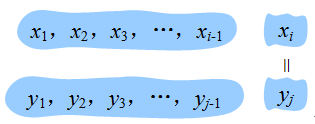 x₁, x₂, x₃, ⋯, xᵢ₋₁ xᵢ
=
y₁, y₂, y₃, ⋯, yⱼ₋₁ yⱼ